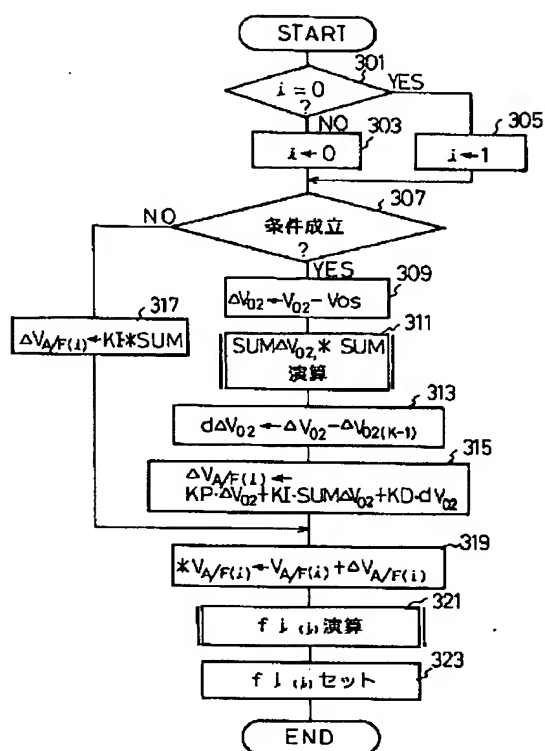 START
301
i=0
?
YES
NO
303
305
i←0
i←1
307
NO
条件成立
?
YES
309
ΔV02←V02-Vos
317
ΔVA/F(i)←KI*SUM
311
SUMΔV02,*SUM
演算
313
dΔV02←ΔV02-ΔV02(K-1)
315
ΔVA/F(i)←
KP·ΔV02+KI·SUMΔV02+KD·dV02
319
*VA/F(i)←VA/F(i)+ΔVA/F(i)
321
演算
323
セット
END